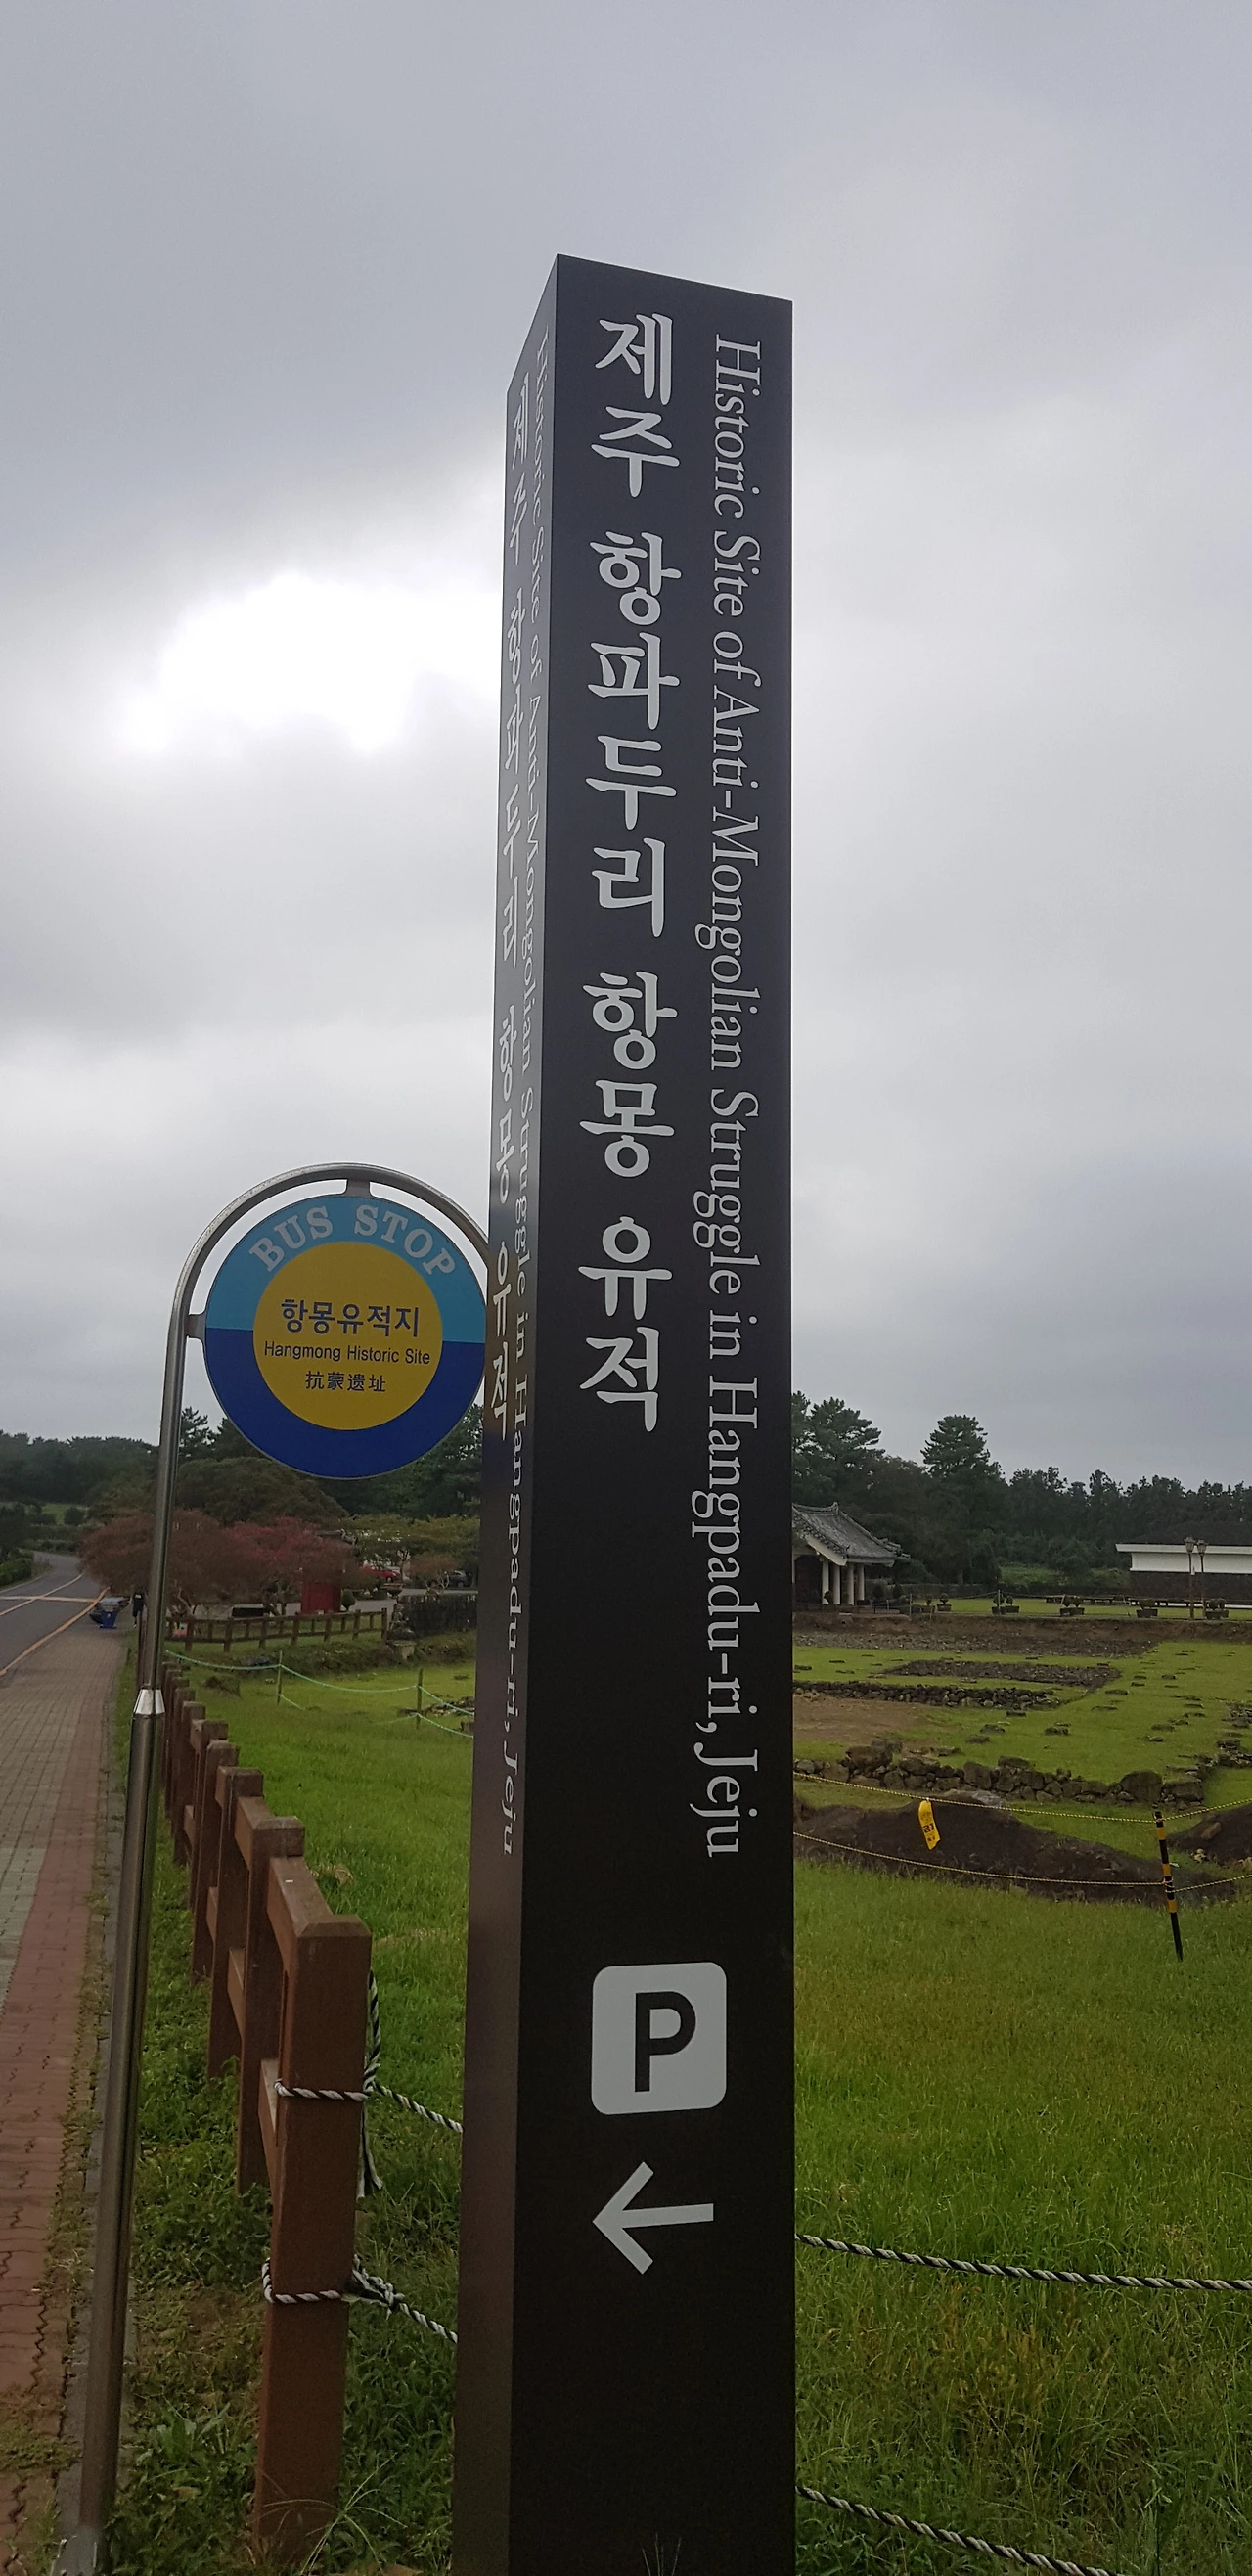 제주 항파두리 항몽 유적
Historic Site of Anti-Mongolian Struggle in Hangpadu-ri, Jeju
P
제주 항파두리 항몽 유적
Historic Site of Anti-Mongolian Struggle in Hangpadu-ri, Jeju
BUS STOP
항몽유적지
Hangmong Historic Site
抗蒙遗址